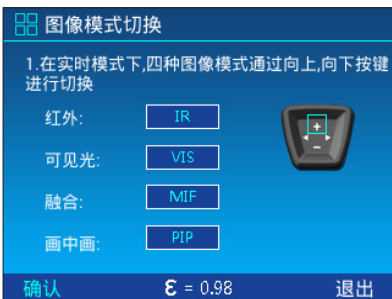 图像模式切换
1.在实时模式下,四种图像模式通过向上,向下按键
进行切换
红外: IR
可见光: VIS
融合: MIF
画中画: PIP
确认 ε = 0.98 退出